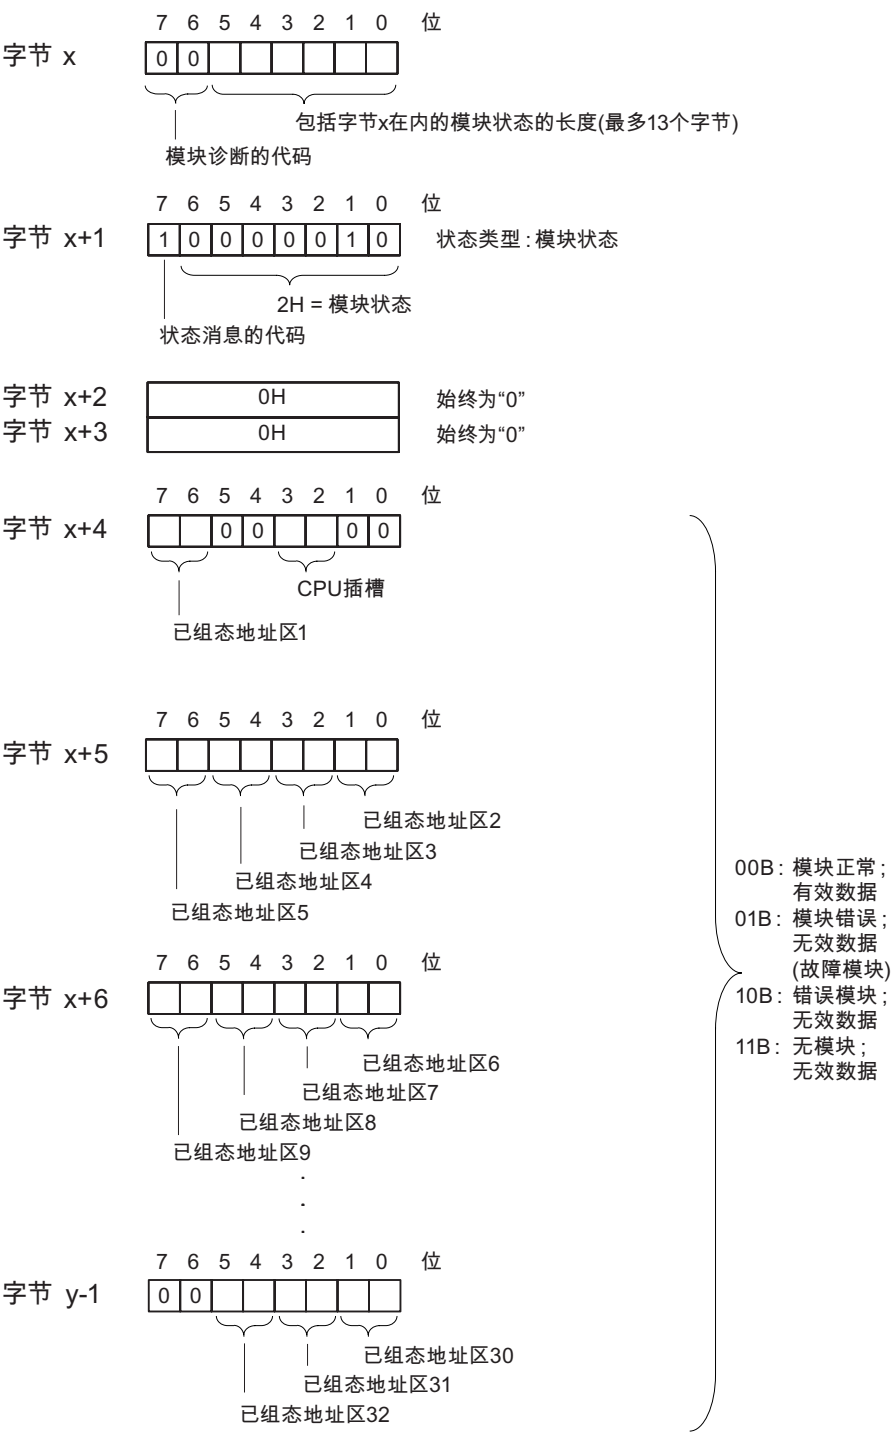 7 6 5 4 3 2 1 0 位
字节 x 0 0
包括字节x在内的模块状态的长度(最多13个字节)
模块诊断的代码
7 6 5 4 3 2 1 0 位
字节 x+1 1 0 0 0 0 0 1 0 状态类型:模块状态
2H = 模块状态
状态消息的代码
字节 x+2 0H 始终为“0”
字节 x+3 0H 始终为“0”
7 6 5 4 3 2 1 0 位
字节 x+4 0 0 0 0
CPU插槽
已组态地址区1
7 6 5 4 3 2 1 0 位
字节 x+5
已组态地址区2
已组态地址区3
已组态地址区4
已组态地址区5
7 6 5 4 3 2 1 0 位
字节 x+6
已组态地址区6
已组态地址区7
已组态地址区8
已组态地址区9
.
.
.
7 6 5 4 3 2 1 0 位
字节 y-1 0 0
已组态地址区30
已组态地址区31
已组态地址区32
00B: 模块正常;
有效数据
01B: 模块错误;
无效数据
(故障模块)
10B: 错误模块;
无效数据
11B: 无模块;
无效数据